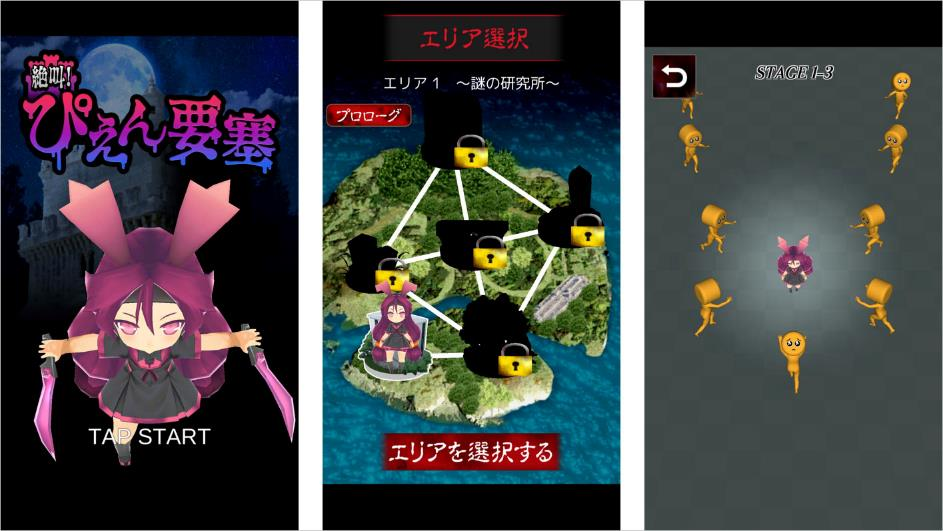 絶叫!
ぴえん要塞
TAP START
エリア選択
エリア1 ～謎の研究所～
プロローグ
エリアを選択する
STAGE 1-3